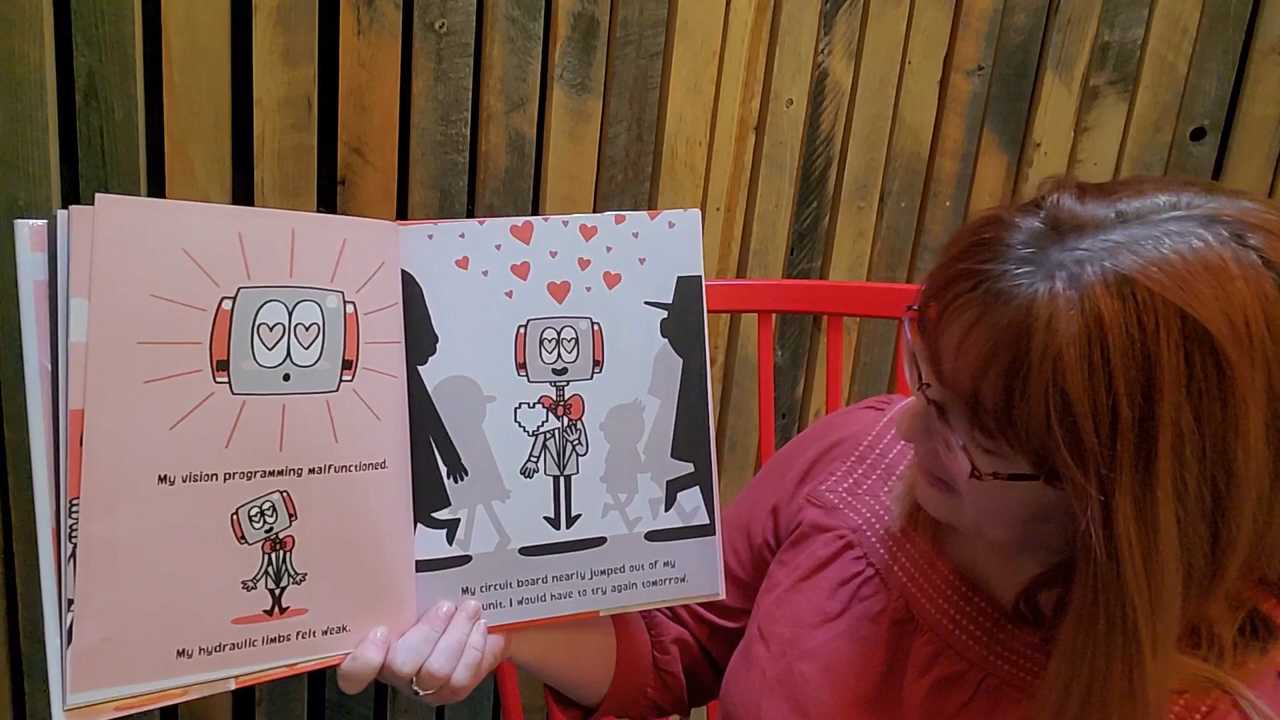 My vision programming malfunctioned.
My hydraulic limbs felt weak.
My circuit board nearly jumped out of my
unit. I would have to try again tomorrow.